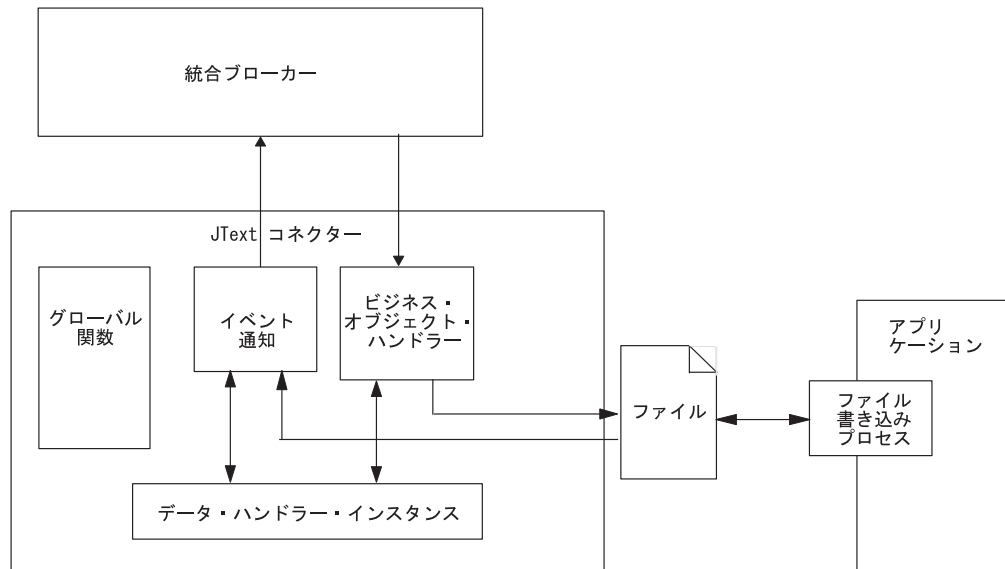 統合ブローカー
JText コネクター
グローバル
関数
イベント
通知
ビジネス・
オブジェクト・
ハンドラー
データ・ハンドラー・インスタンス
ファイル
アプリ
ケーション
ファイル
書き込み
プロセス